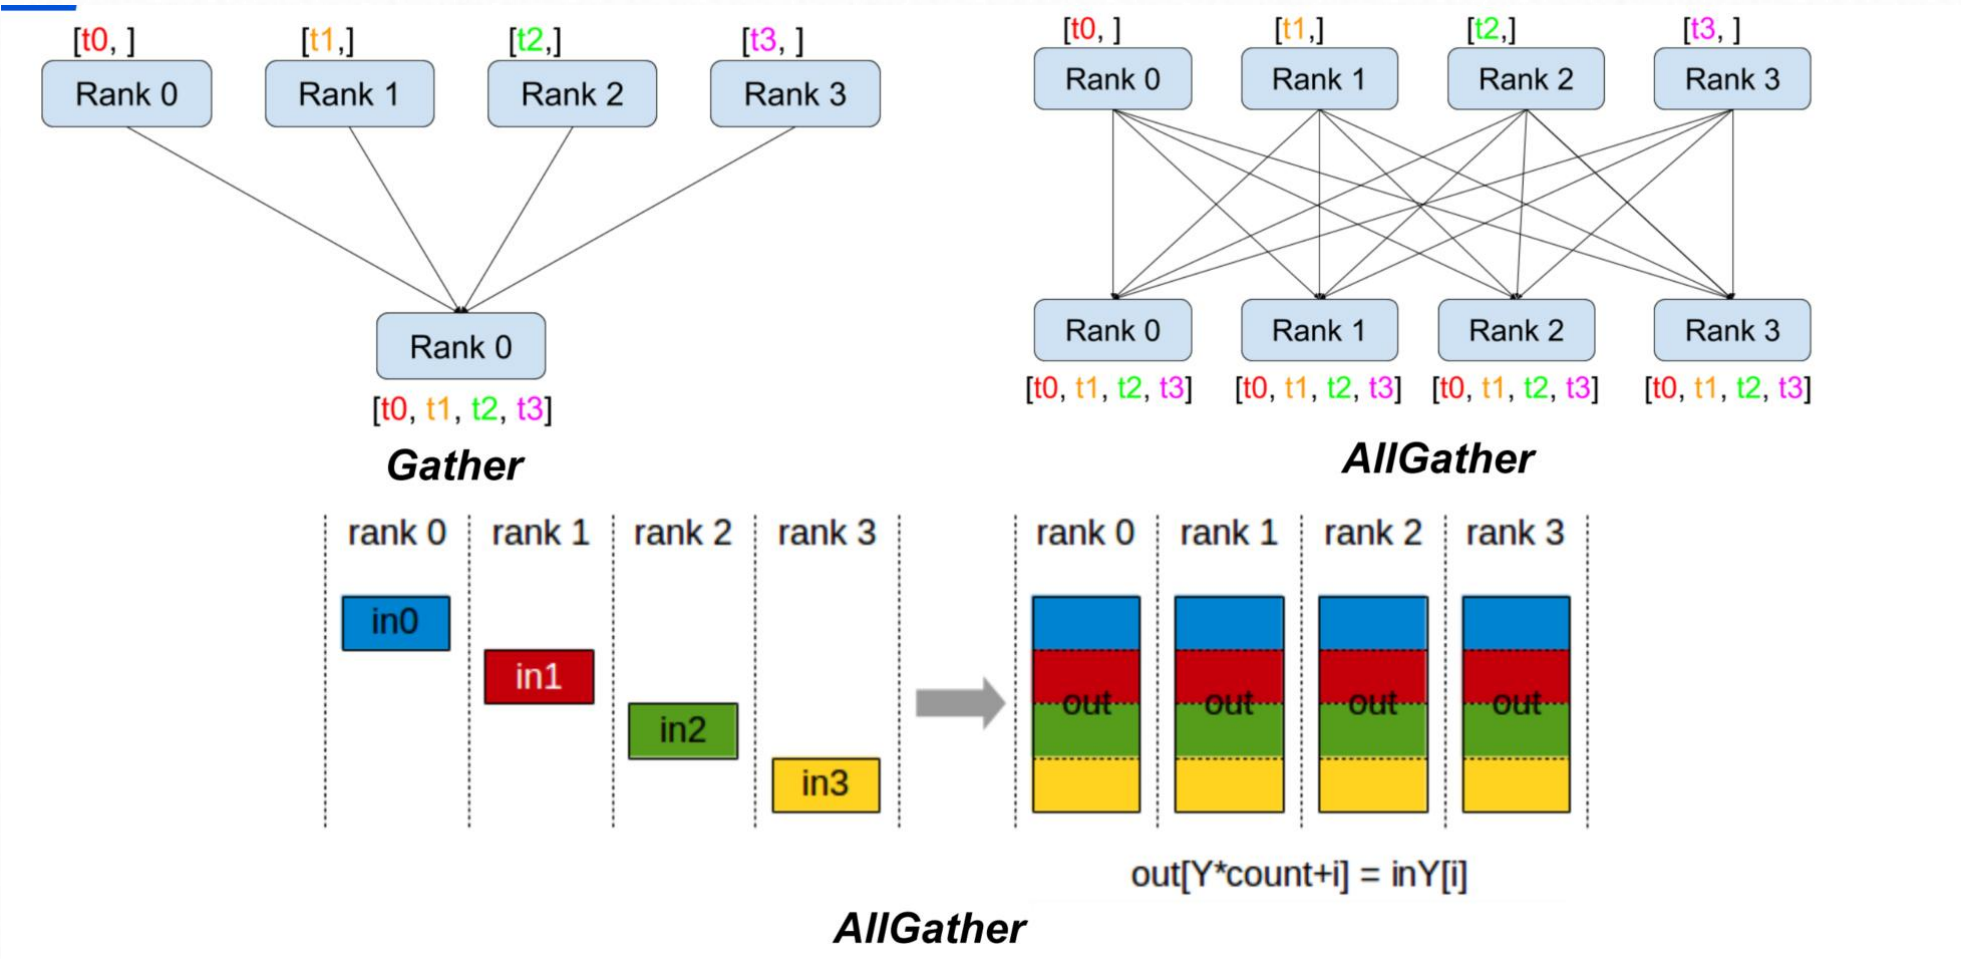 [t0, ]
[t1,]
[t2,]
[t3, ]
Rank 0
Rank 1
Rank 2
Rank 3
Rank 0
[t0, t1, t2, t3]
Gather
[t0, ]
[t1,]
[t2,]
[t3, ]
Rank 0
Rank 1
Rank 2
Rank 3
Rank 0
Rank 1
Rank 2
Rank 3
[t0, t1, t2, t3]
[t0, t1, t2, t3]
[t0, t1, t2, t3]
[t0, t1, t2, t3]
AllGather
rank 0
rank 1
rank 2
rank 3
in0
in1
in2
in3
rank 0
rank 1
rank 2
rank 3
out
out
out
out
out[Y*count+i] = inY[i]
AllGather